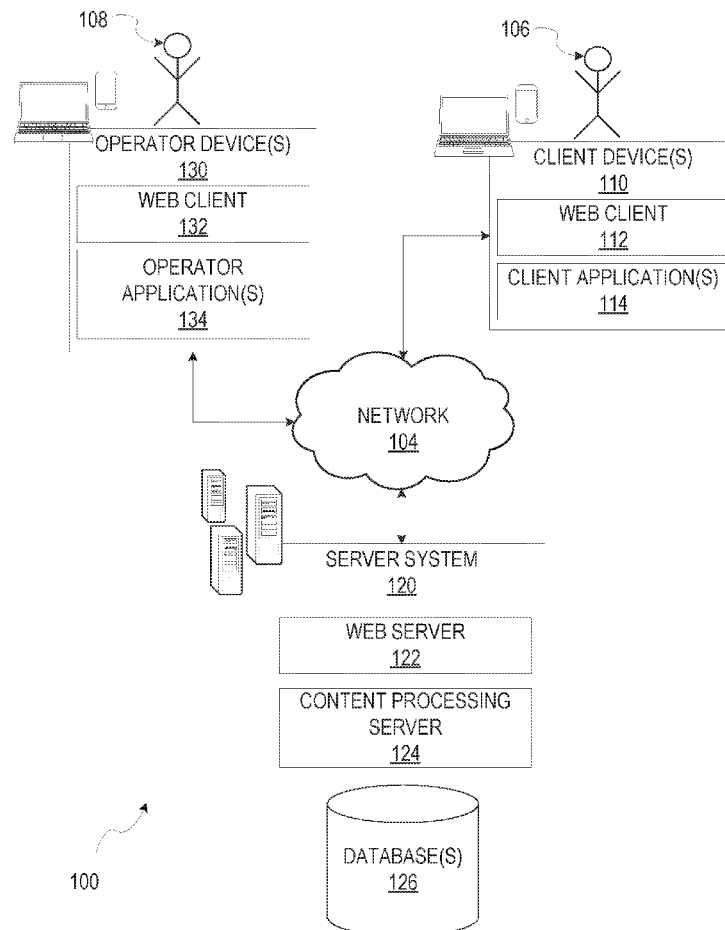 108
106
OPERATOR DEVICE(S)
130
WEB CLIENT
132
OPERATOR
APPLICATION(S)
134
CLIENT DEVICE(S)
110
WEB CLIENT
112
CLIENT APPLICATION(S)
114
NETWORK
104
SERVER SYSTEM
120
WEB SERVER
122
CONTENT PROCESSING
SERVER
124
DATABASE(S)
126
100